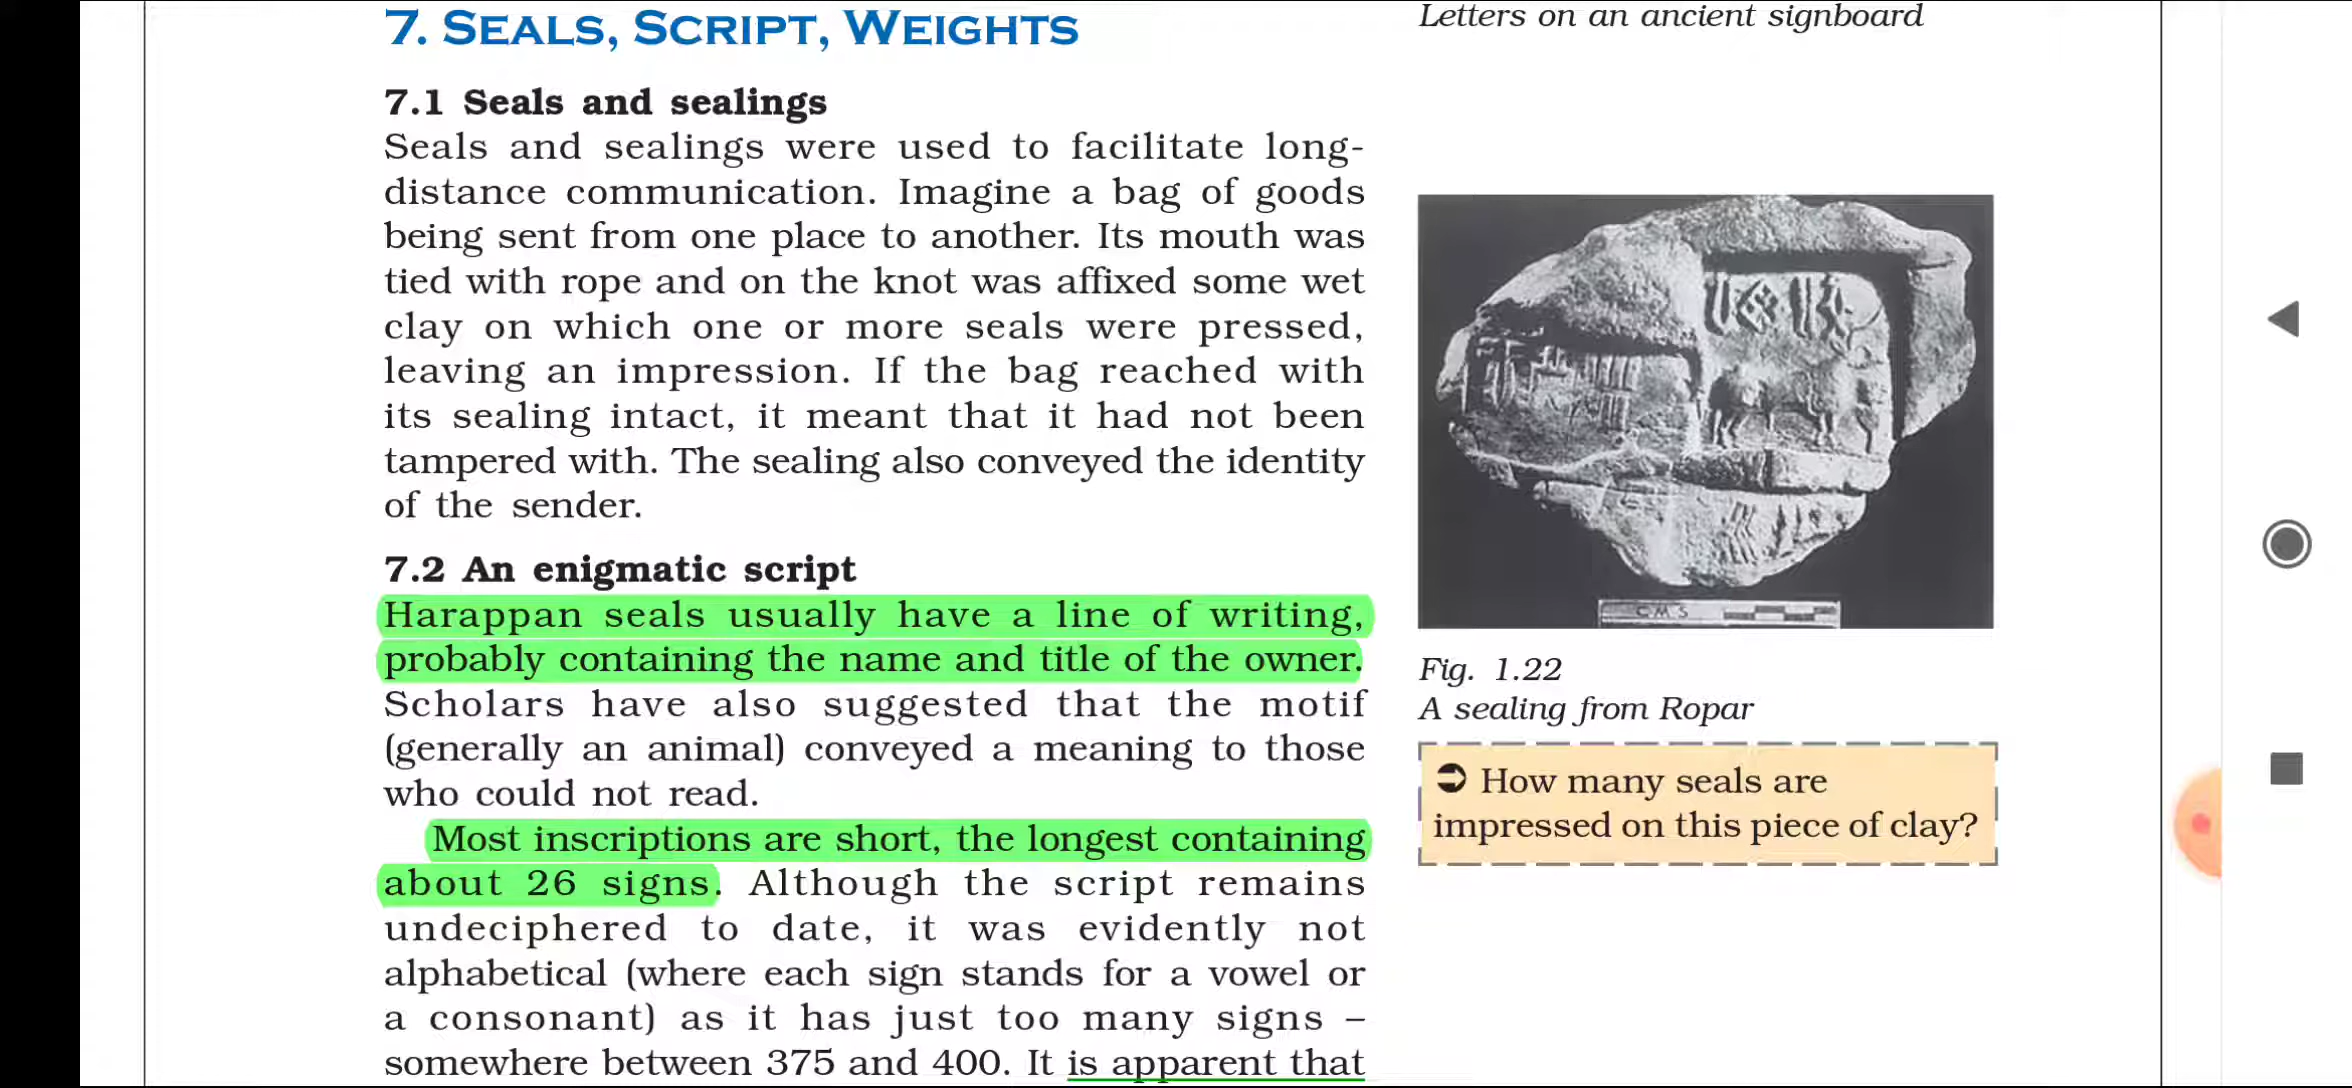 7. SEALS, SCRIPT, WEIGHTS
7.1 Seals and sealings
Seals and sealings were used to facilitate long-
distance communication. Imagine a bag of goods
being sent from one place to another. Its mouth was
tied with rope and on the knot was affixed some wet
clay on which one or more seals were pressed,
leaving an impression. If the bag reached with
its sealing intact, it meant that it had not been
tampered with. The sealing also conveyed the identity
of the sender.
7.2 An enigmatic script
Harappan seals usually have a line of writing,
probably containing the name and title of the owner.
Scholars have also suggested that the motif
(generally an animal) conveyed a meaning to those
who could not read.
Most inscriptions are short, the longest containing
about 26 signs. Although the script remains
undeciphered to date, it was evidently not
alphabetical (where each sign stands for a vowel or
a consonant) as it has just too many signs –
somewhere between 375 and 400. It is apparent that
Letters on an ancient signboard
C M S
Fig. 1.22
A sealing from Ropar
➲ How many seals are
impressed on this piece of clay?